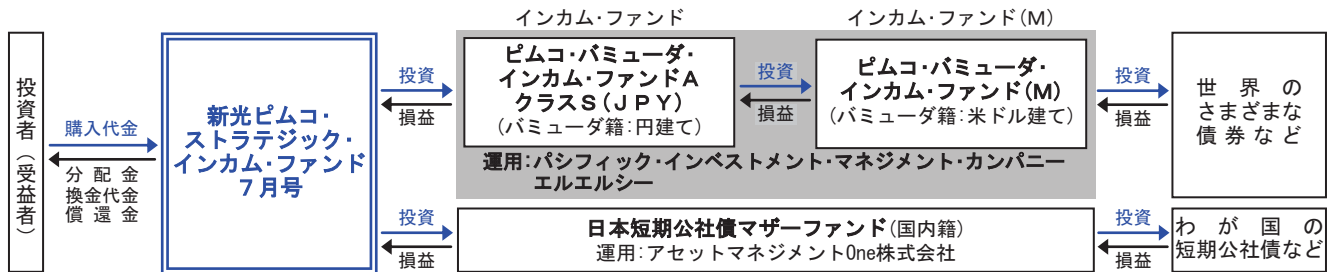 投資者（受益者）
購入代金
分配金
換金代金
償還金
新光ピムコ・
ストラテジック・
インカム・ファンド
7月号
投資
損益
インカム・ファンド
ピムコ・バミューダ・
インカム・ファンドA
クラスS（JPY）
（バミューダ籍：円建て）
投資
損益
インカム・ファンド（M）
ピムコ・バミューダ・
インカム・ファンド（M）
（バミューダ籍：米ドル建て）
運用：パシフィック・インベストメント・マネジメント・カンパニー
エルエルシー
投資
損益
世界の
さまざまな
債券など
投資
損益
日本短期公社債マザーファンド（国内籍）
運用：アセットマネジメントOne株式会社
投資
損益
わが国の
短期公社債など